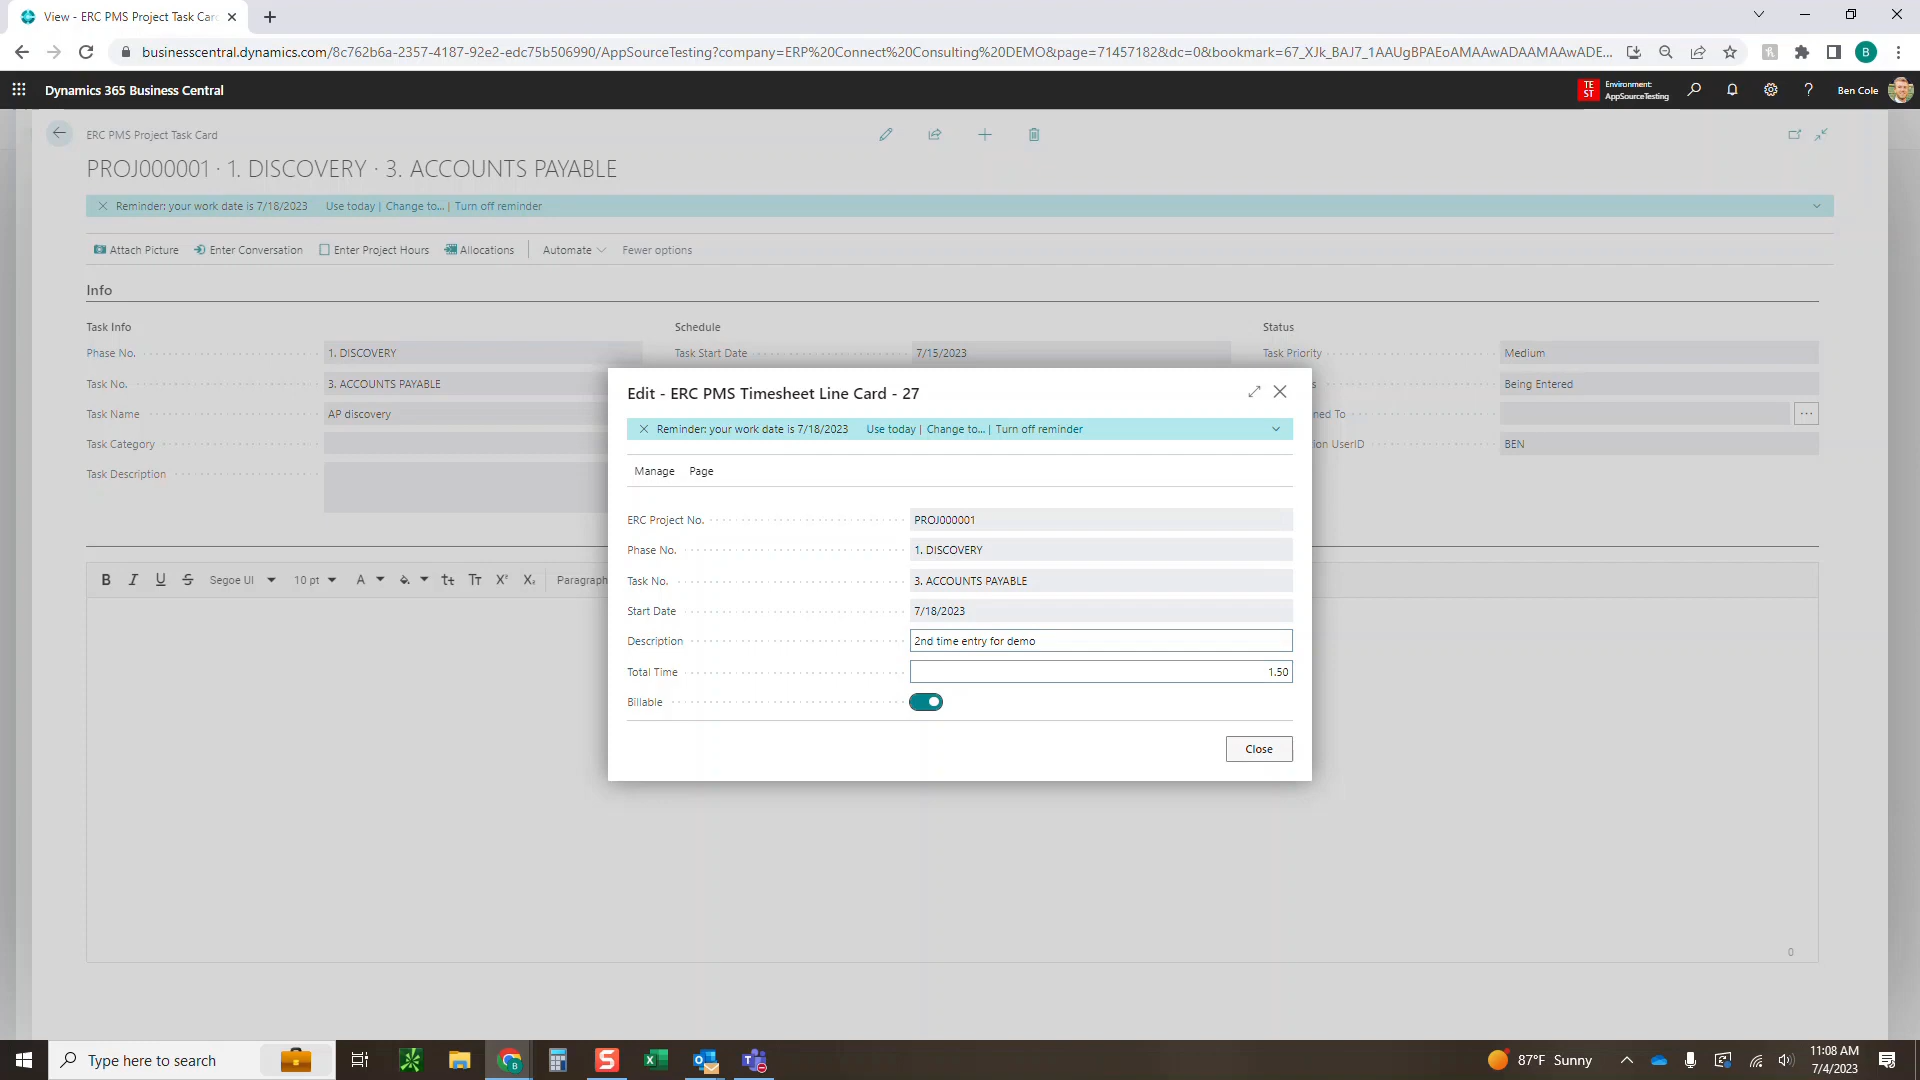 View - ERC PMS Project Task Car
businesscentral.dynamics.com/8c762b6a-2357-4187-92e2-edc75b506990/AppSourceTesting?company=ERP%20Connect%20Consulting%20DEMO&page=71457182&dc=0&bookmark=67_XJk_BAJ7_1AAUgBPAEoAMAAwADAAMAAwADE...
B
Dynamics 365 Business Central
TE ST
Environment: AppSourceTesting
?
Ben Cole
ERC PMS Project Task Card
PROJ000001 · 1. DISCOVERY · 3. ACCOUNTS PAYABLE
Reminder: your work date is 7/18/2023 Use today | Change to... | Turn off reminder
Attach Picture Enter Conversation Enter Project Hours Allocations Automate Fewer options
Info
Task Info Schedule Status
Phase No. 1. DISCOVERY Task Start Date 7/15/2023 Task Priority Medium
Task No. 3. ACCOUNTS PAYABLE s Being Entered
Task Name AP discovery ned To ...
Task Category ion UserID BEN
Task Description
Edit - ERC PMS Timesheet Line Card - 27
Reminder: your work date is 7/18/2023 Use today | Change to... | Turn off reminder
Manage Page
ERC Project No. PROJ000001
Phase No. 1. DISCOVERY
Task No. 3. ACCOUNTS PAYABLE
Start Date 7/18/2023
Description 2nd time entry for demo
Total Time 1.50
Billable
Close
B I U S Segoe UI 10 pt A Paragraph
0
Type here to search
87°F Sunny
11:08 AM
7/4/2023